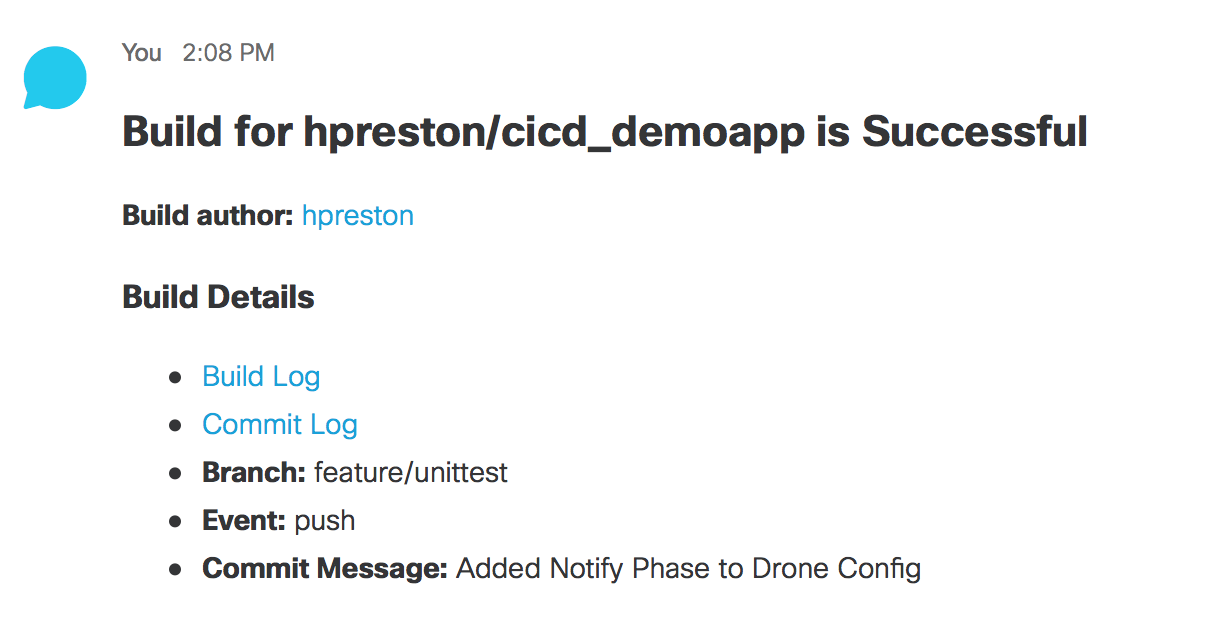 You 2:08 PM
Build for hpreston/cicd_demoapp is Successful
Build author: hpreston
Build Details
Build Log
Commit Log
Branch: feature/unittest
Event: push
Commit Message: Added Notify Phase to Drone Config